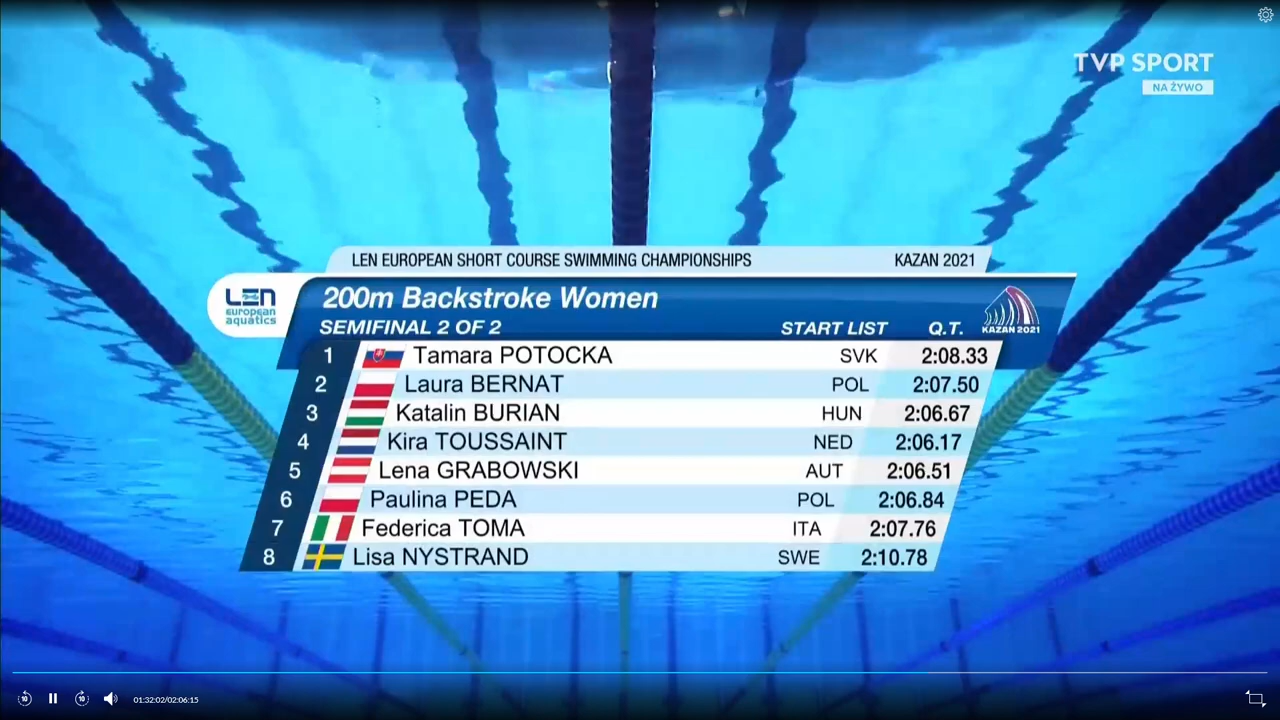 TVP SPORT
NA ŻYWO
LEN EUROPEAN SHORT COURSE SWIMMING CHAMPIONSHIPS KAZAN 2021
LEN
european
aquatics
200m Backstroke Women
SEMIFINAL 2 OF 2 START LIST Q.T.
KAZAN 2021
1 Tamara POTOCKA SVK 2:08.33
2 Laura BERNAT POL 2:07.50
3 Katalin BURIAN HUN 2:06.67
4 Kira TOUSSAINT NED 2:06.17
5 Lena GRABOWSKI AUT 2:06.51
6 Paulina PEDA POL 2:06.84
7 Federica TOMA ITA 2:07.76
8 Lisa NYSTRAND SWE 2:10.78
10 10 01:32:02/02:06:15